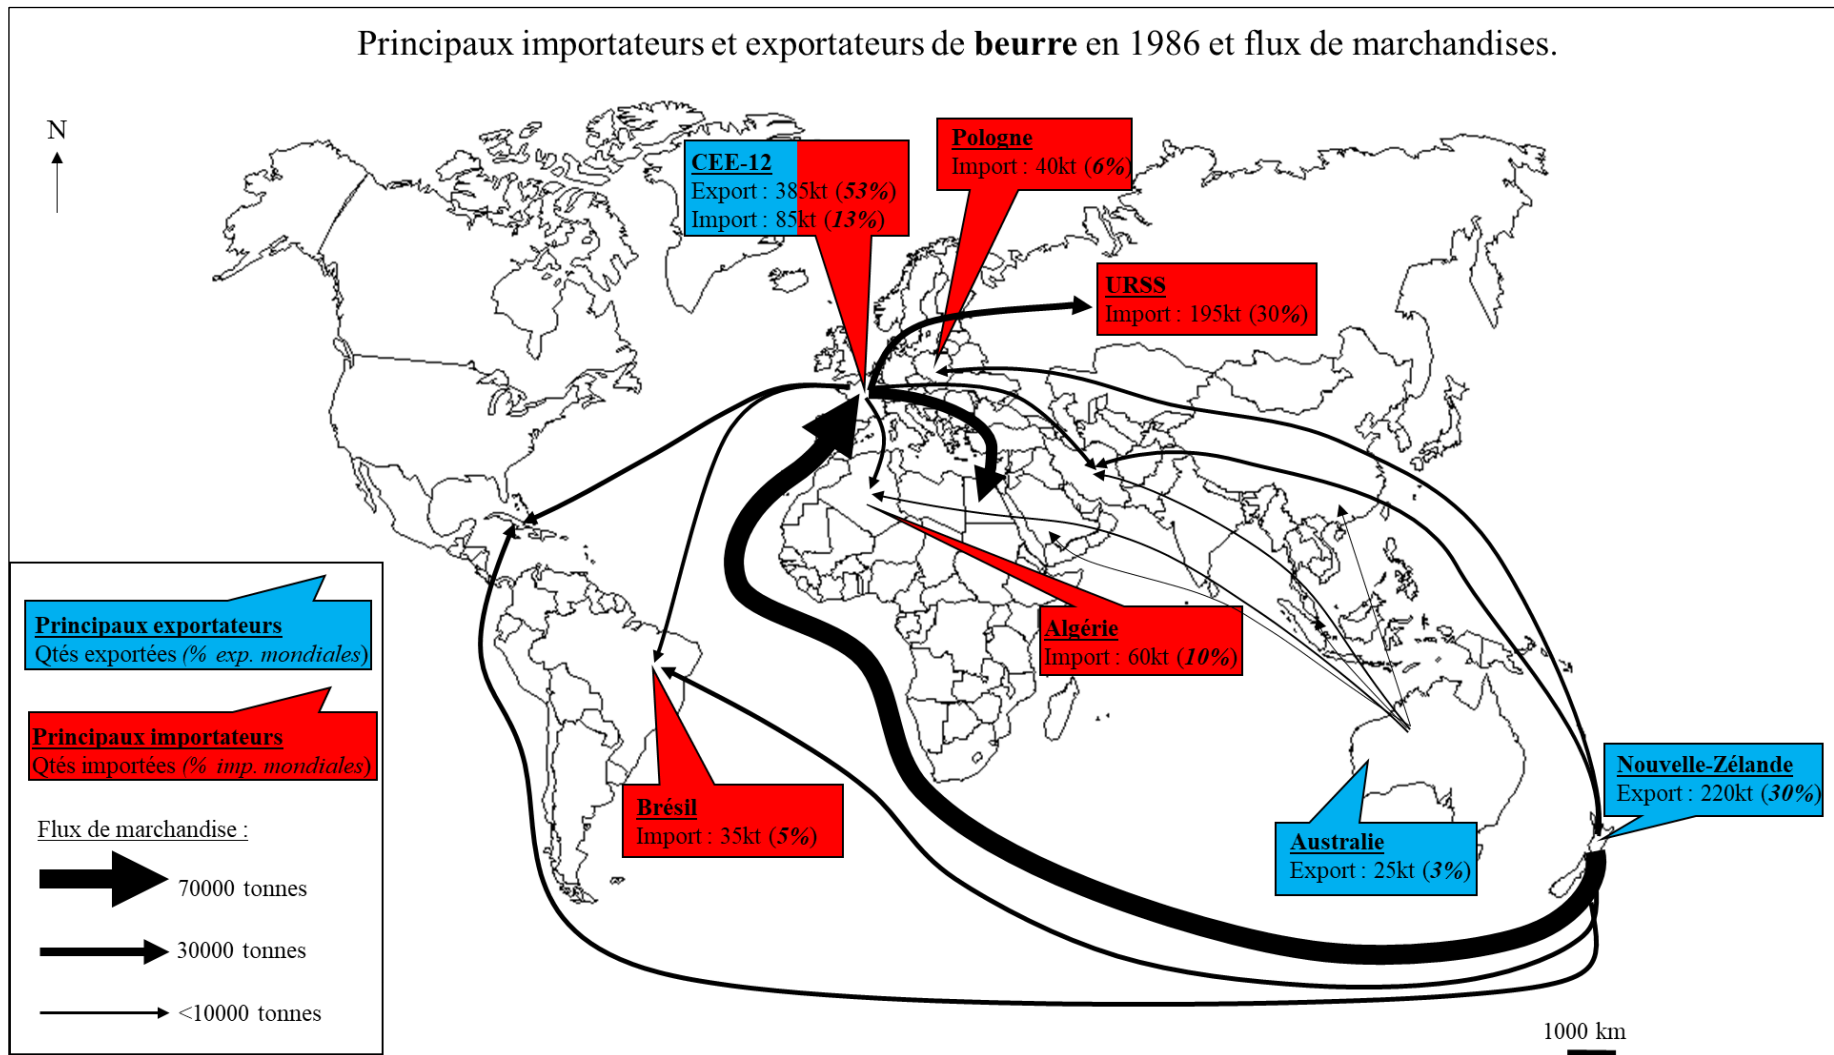 Principaux importateurs et exportateurs de beurre en 1986 et flux de marchandises.
N
CEE-12
Export : 385kt (53%)
Import : 85kt (13%)
Pologne
Import : 40kt (6%)
URSS
Import : 195kt (30%)
Algérie
Import : 60kt (10%)
Brésil
Import : 35kt (5%)
Australie
Export : 25kt (3%)
Nouvelle-Zélande
Export : 220kt (30%)
Principaux exportateurs
Qtés exportées (% exp. mondiales)
Principaux importateurs
Qtés importées (% imp. mondiales)
Flux de marchandise :
70000 tonnes
30000 tonnes
<10000 tonnes
1000 km